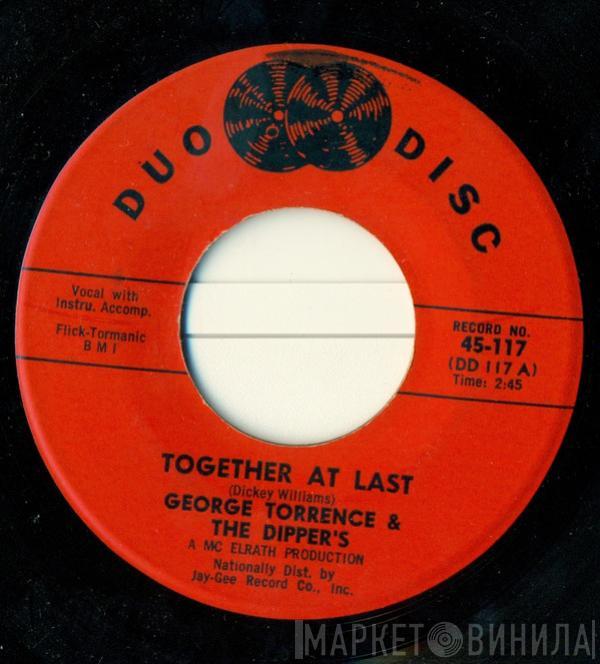 DUO DISC
Vocal with
Instru. Accomp.
Flick-Tormanic
B M I
RECORD NO.
45-117
(DD 117 A)
Time: 2:45
TOGETHER AT LAST
(Dickey Williams)
GEORGE TORRENCE &
THE DIPPER'S
A MC ELRATH PRODUCTION
Nationally Dist. by
Jay-Gee Record Co., Inc.
МАРКЕТ ВИНИЛА